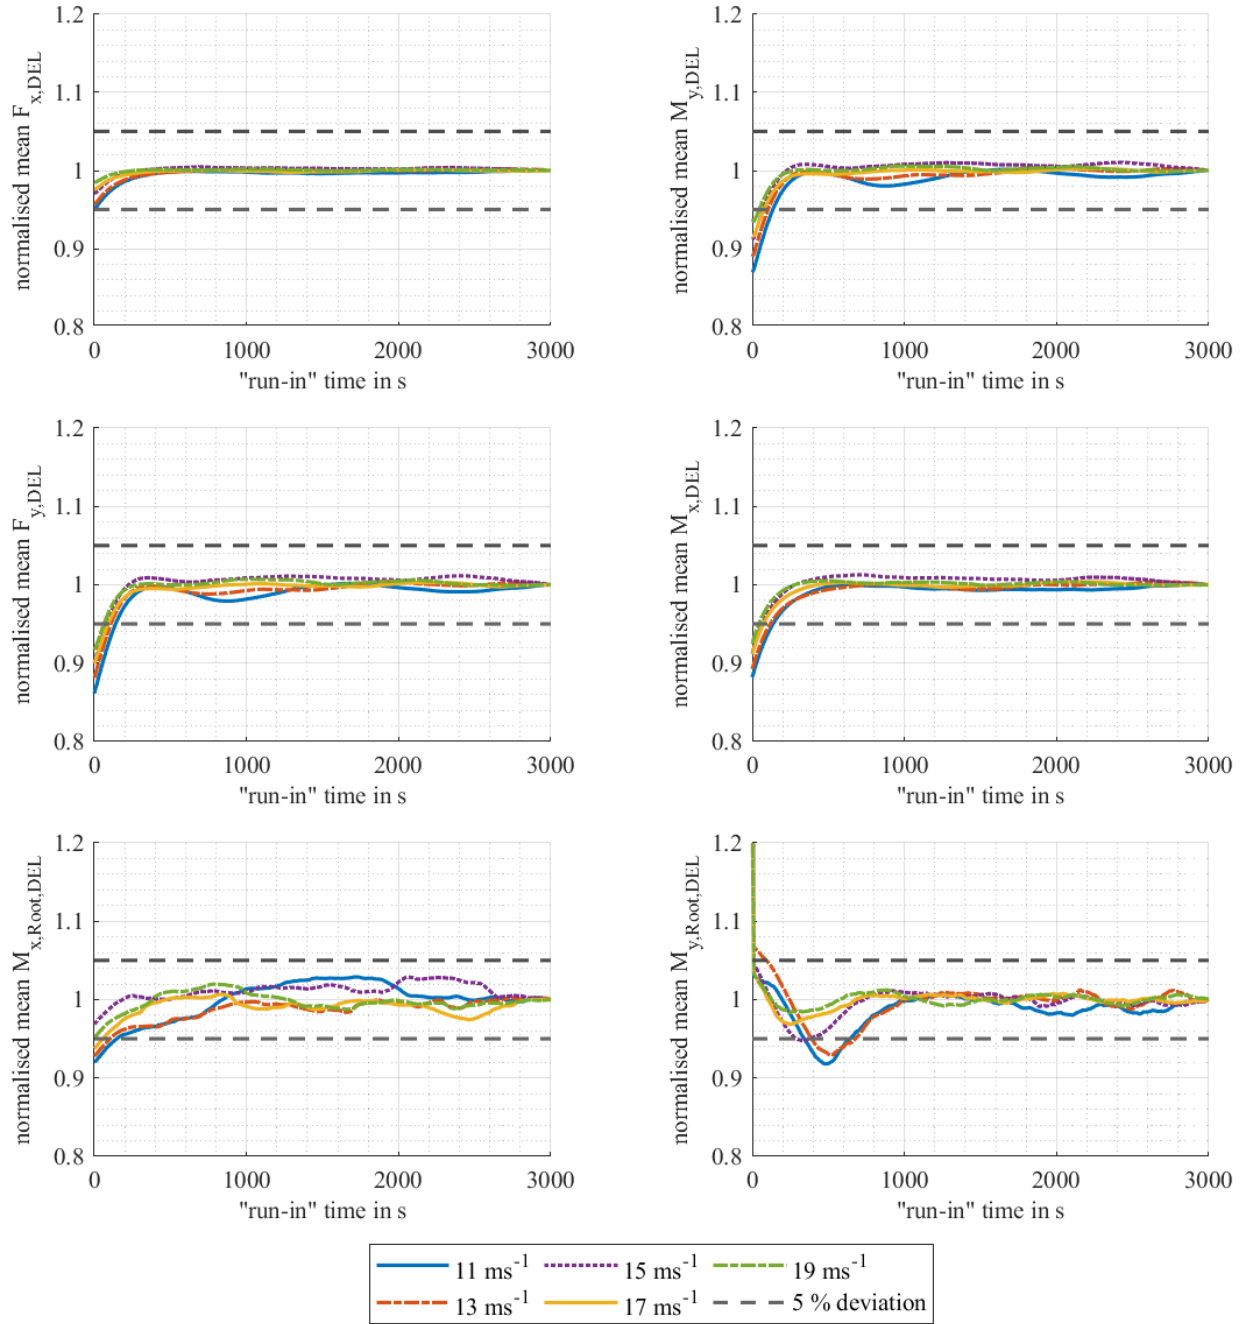 1.2
1.1
1
0.9
0.8
normalised mean F_x,DEL
0 1000 2000 3000
"run-in" time in s
1.2
1.1
1
0.9
0.8
normalised mean M_y,DEL
0 1000 2000 3000
"run-in" time in s
1.2
1.1
1
0.9
0.8
normalised mean F_y,DEL
0 1000 2000 3000
"run-in" time in s
1.2
1.1
1
0.9
0.8
normalised mean M_x,DEL
0 1000 2000 3000
"run-in" time in s
1.2
1.1
1
0.9
0.8
normalised mean M_x,Root,DEL
0 1000 2000 3000
"run-in" time in s
1.2
1.1
1
0.9
0.8
normalised mean M_y,Root,DEL
0 1000 2000 3000
"run-in" time in s
11 ms⁻¹ 15 ms⁻¹ 19 ms⁻¹
13 ms⁻¹ 17 ms⁻¹ 5 % deviation